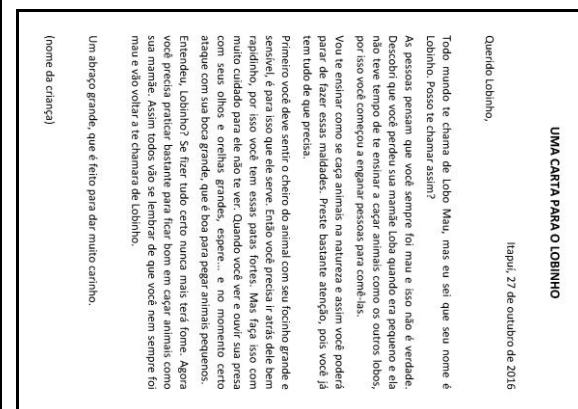 UMA CARTA PARA O LOBINHO
Itapuí, 27 de outubro de 2016
Querido Lobinho,
Todo mundo te chama de Lobo Mau, mas eu sei que seu nome é
Lobinho. Posso te chamar assim?
As pessoas pensam que você sempre foi mau e isso não é verdade.
Descobri que você perdeu sua mamãe Loba quando era pequeno e ela
não teve tempo de te ensinar a caçar animais como os outros lobos,
por isso você começou a enganar pessoas para comê-las.
Vou te ensinar como se caça animais na natureza e assim você poderá
parar de fazer essas maldades. Preste bastante atenção, pois você já
tem tudo de que precisa.
Primeiro você deve sentir o cheiro do animal com seu focinho grande e
sensível, é para isso que ele serve. Então você precisa ir atrás dele bem
rapidinho, por isso você tem essas patas fortes. Mas faça isso com
muito cuidado para ele não te ver. Quando você ver e ouvir sua presa
com seus olhos e orelhas grandes, espere... e no momento certo
ataque com sua boca grande, que é boa para pegar animais pequenos.
Entendeu Lobinho? Se fizer tudo certo nunca mais terá fome. Agora
você precisa praticar bastante para ficar bom em caçar animais como
sua mamãe. Assim todos vão se lembrar de que você nem sempre foi
mau e vão voltar a te chamara de Lobinho.
Um abraço grande, que é feito para dar muito carinho.
(nome da criança)